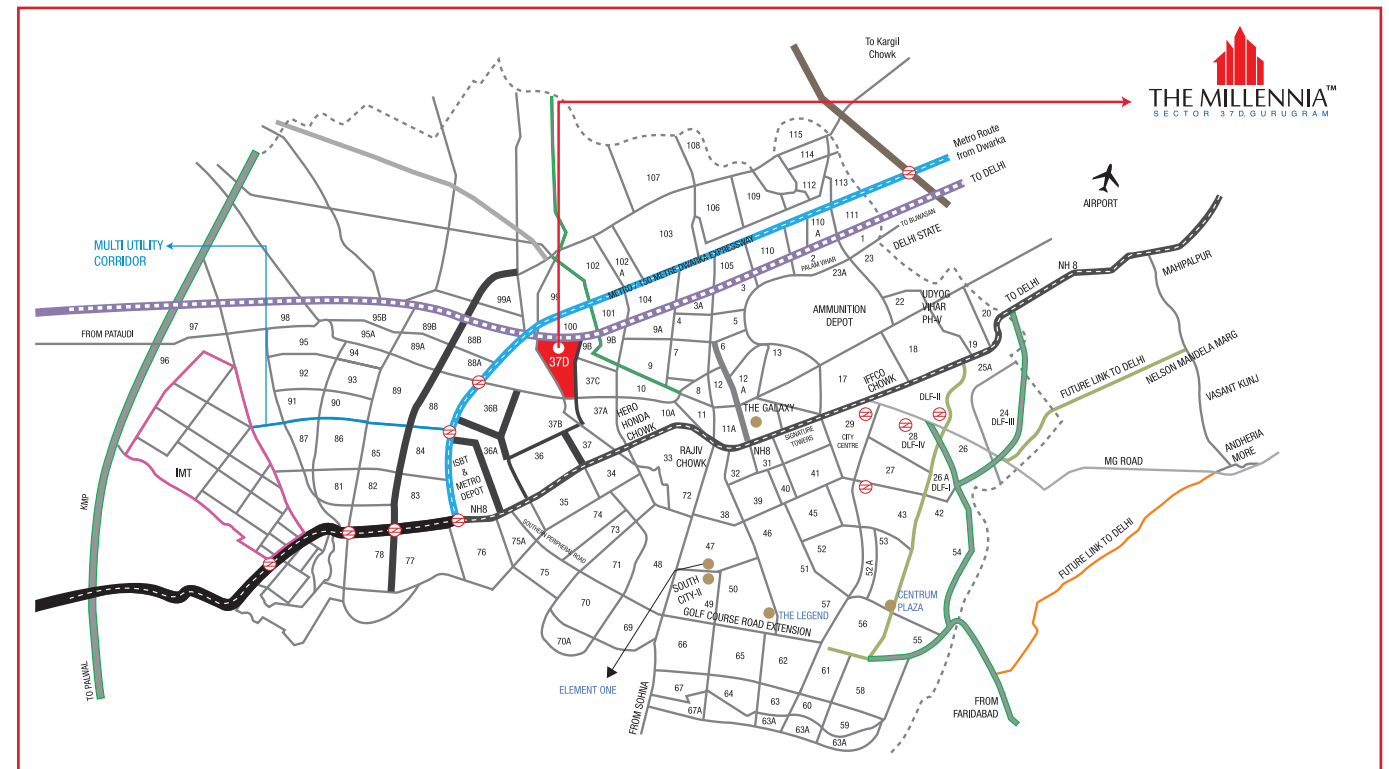 To Kargil
Chowk
THE MILLENNIA™
SECTOR 37D, GURUGRAM
115
108
114
Metro Route
from Dwarka
107
112
113
TO DELHI
109
106
111
AIRPORT
110
A
TO BIJWASAN
DELHI STATE
103
1
MULTI UTILITY
CORRIDOR
110
2
PALAM VIHAR
23
102
102
A
105
23A
METRO / 150 METRE DWARKA EXPRESSWAY
NH 8
MAHIPALPUR
99A
99
104
3
TO DELHI
101
3A
AMMUNITION
DEPOT
22
UDYOG
VIHAR
PH-V
20
98
95B
89B
100
97
FROM PATAUDI
95A
88B
9B
9B
9A
4
5
95
94
89A
96
88A
37D
7
6
13
18
19
25A
IFFCO
CHOWK
17
92
93
89
9
37C
10
8
12
12
A
FUTURE LINK TO DELHI
NELSON MANDELA MARG
VASANT KUNJ
91
90
88
36B
37A
HERO
HONDA
CHOWK
10A
11
THE GALAXY
DLF-II
24
DLF-III
87
86
84
37B
11A
29
CITY
CENTRE
28
DLF-IV
26
ANDHERIA
MORE
SIGNATURE
TOWERS
85
36A
36
37
33
RAJIV
CHOWK
NH8
31
MG ROAD
IMT
ISBT
&
METRO
DEPOT
34
32
41
27
26 A
DLF-I
81
82
83
40
72
39
KMP
NH8
35
74
38
45
43
42
SOUTHERN PERIPHERAL ROAD
73
78
77
76
75A
46
53
54
52
47
71
48
75
51
52 A
FUTURE LINK TO DELHI
SOUTH
CITY-II
50
49
CENTRUM
PLAZA
70
57
THE LEGEND
GOLF COURSE ROAD EXTENSION
56
69
70A
55
66
65
62
61
TO PALWAL
ELEMENT ONE
67
64
63
58
60
67A
FROM SOHNA
63A
63A
59
63A
FROM
FARIDABAD